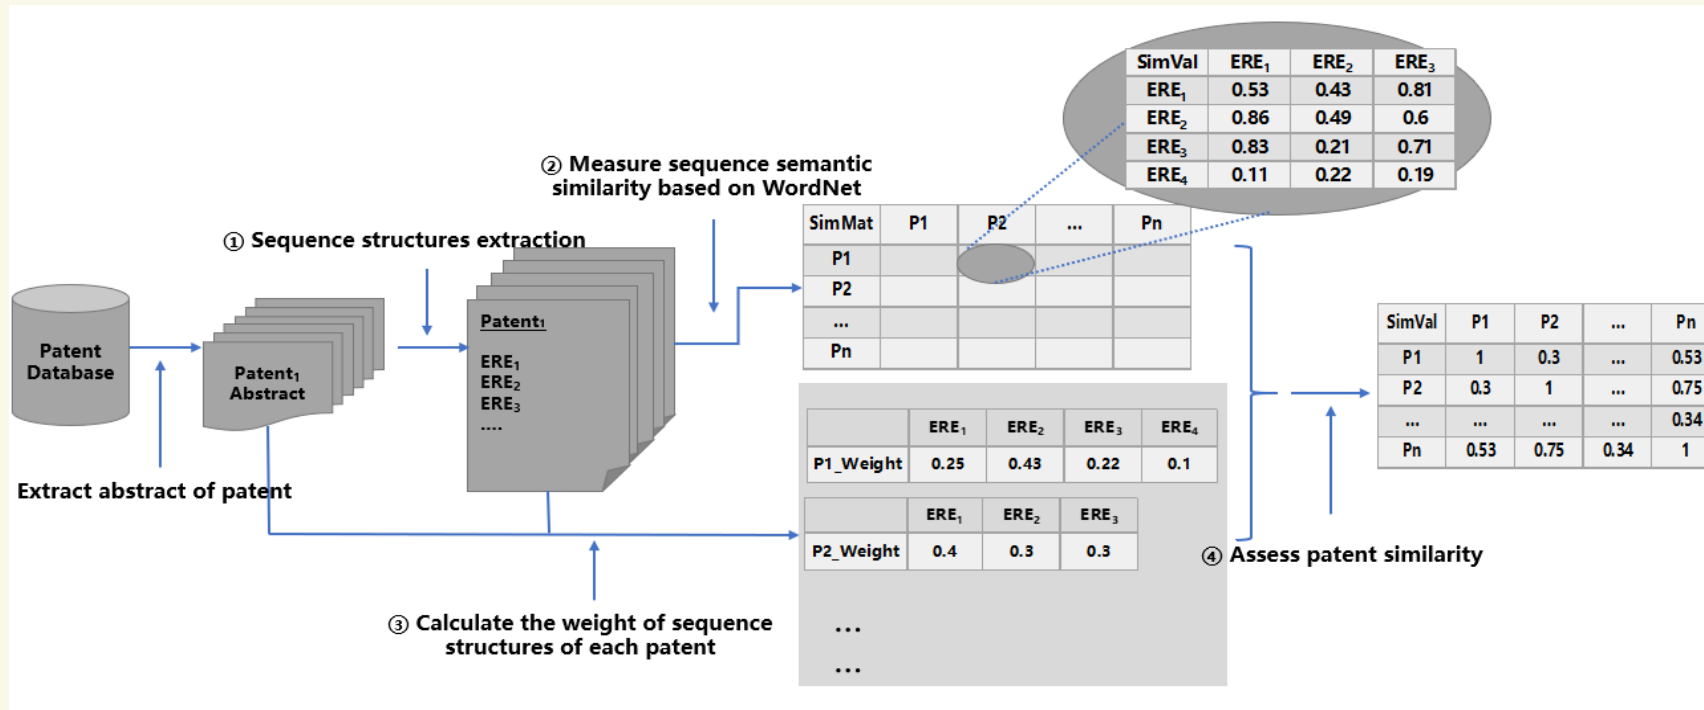 SimVal ERE₁ ERE₂ ERE₃
ERE₁ 0.53 0.43 0.81
ERE₂ 0.86 0.49 0.6
ERE₃ 0.83 0.21 0.71
ERE₄ 0.11 0.22 0.19
② Measure sequence semantic
similarity based on WordNet
① Sequence structures extraction
SimMat P1 P2 ... Pn
P1
P2
...
Pn
Patent
Database
Patent₁
Abstract
Patent₁
ERE₁
ERE₂
ERE₃
....
Extract abstract of patent
ERE₁ ERE₂ ERE₃ ERE₄
P1_Weight 0.25 0.43 0.22 0.1
ERE₁ ERE₂ ERE₃
P2_Weight 0.4 0.3 0.3
...
...
③ Calculate the weight of sequence
structures of each patent
④ Assess patent similarity
SimVal P1 P2 ... Pn
P1 1 0.3 ... 0.53
P2 0.3 1 ... 0.75
... ... ... ... 0.34
Pn 0.53 0.75 0.34 1